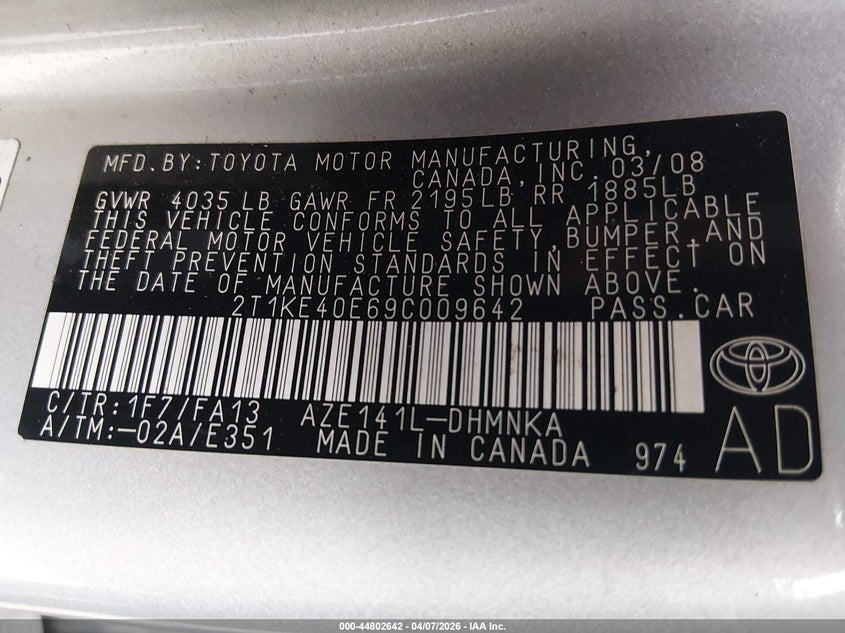 MFD.BY:TOYOTA MOTOR MANUFACTURING,
CANADA,INC. 03/08
GVWR 4035LB GAWR FR 2195LB RR 1885LB
THIS VEHICLE CONFORMS TO ALL APPLICABLE
FEDERAL MOTOR VEHICLE SAFETY,BUMPER,AND
THEFT PREVENTION STANDARDS IN EFFECT ON
THE DATE OF MANUFACTURE SHOWN ABOVE.
2T1KE40E69C009642 PASS.CAR
C/TR:1F7/FA13 AZE141L-DHMNKA
A/TM:-02A/E351 MADE IN CANADA 974 AD
000-44802642 - 04/07/2026 - IAA Inc.